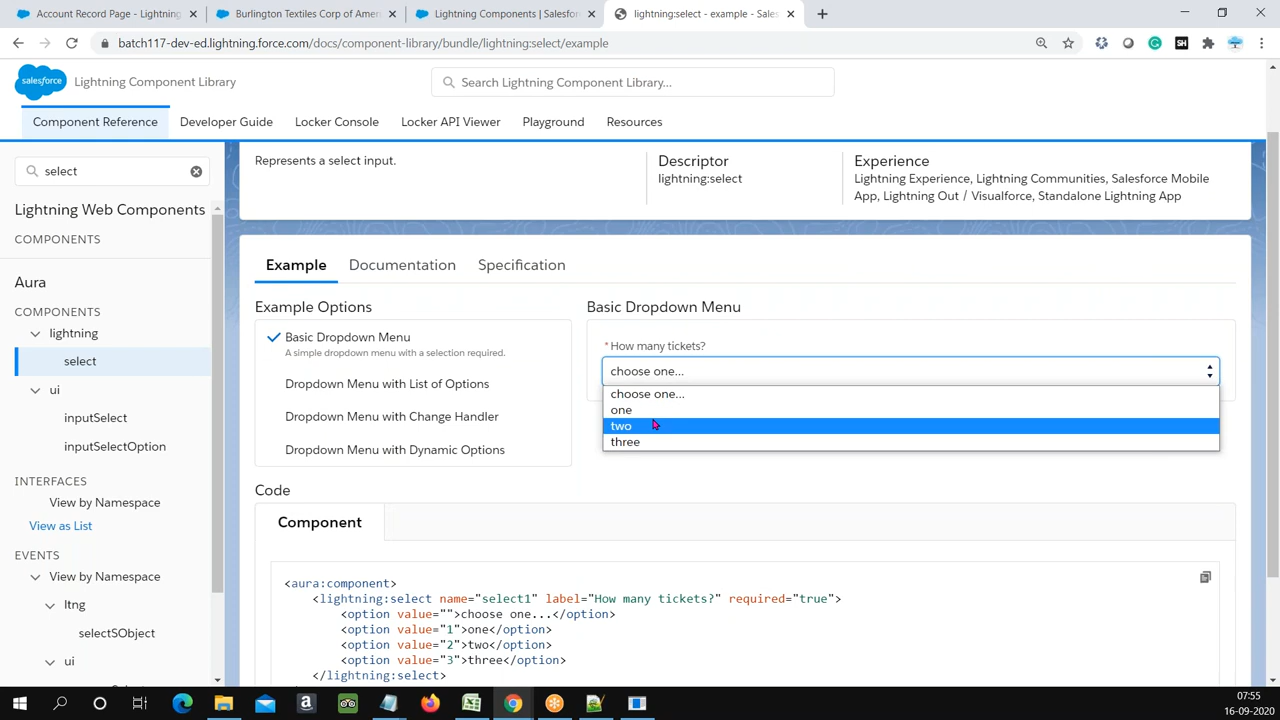 Account Record Page - Lightning
Burlington Textiles Corp of Amer
Lightning Components | Salesfor
lightning:select - example - Sales
batch117-dev-ed.lightning.force.com/docs/component-library/bundle/lightning:select/example
salesforce
Lightning Component Library
Search Lightning Component Library...
Component Reference
Developer Guide
Locker Console
Locker API Viewer
Playground
Resources
select
Lightning Web Components
COMPONENTS
Aura
COMPONENTS
lightning
select
ui
inputSelect
inputSelectOption
INTERFACES
View by Namespace
View as List
EVENTS
View by Namespace
ltng
selectSObject
ui
Represents a select input.
Descriptor
lightning:select
Experience
Lightning Experience, Lightning Communities, Salesforce Mobile
App, Lightning Out / Visualforce, Standalone Lightning App
Example
Documentation
Specification
Example Options
Basic Dropdown Menu
A simple dropdown menu with a selection required.
Dropdown Menu with List of Options
Dropdown Menu with Change Handler
Dropdown Menu with Dynamic Options
Basic Dropdown Menu
*How many tickets?
choose one...
choose one...
one
two
three
Code
Component
<aura:component>
<lightning:select name="select1" label="How many tickets?" required="true">
<option value="">choose one...</option>
<option value="1">one</option>
<option value="2">two</option>
<option value="3">three</option>
</lightning:select>
07:55
16-09-2020